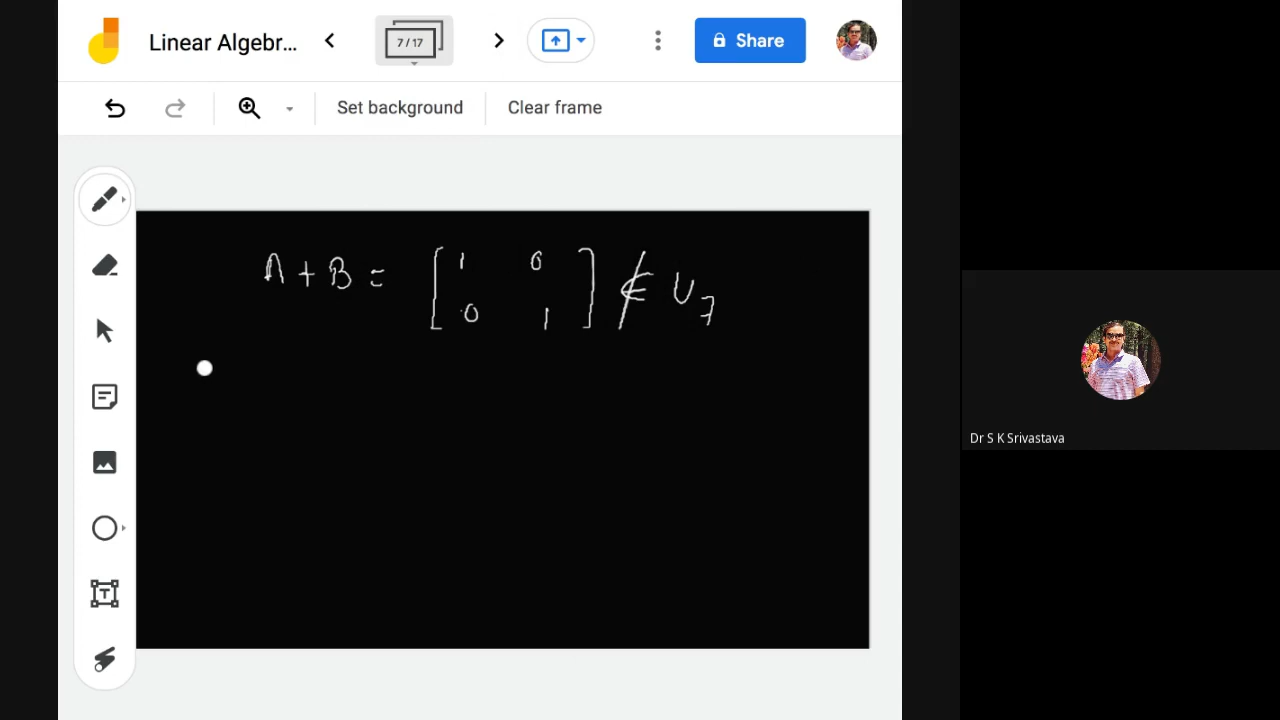 Linear Algebr...
7/17
Share
Set background
Clear frame
A + B = [ 1 0
0 1 ] ∉ U₇
Dr S K Srivastava